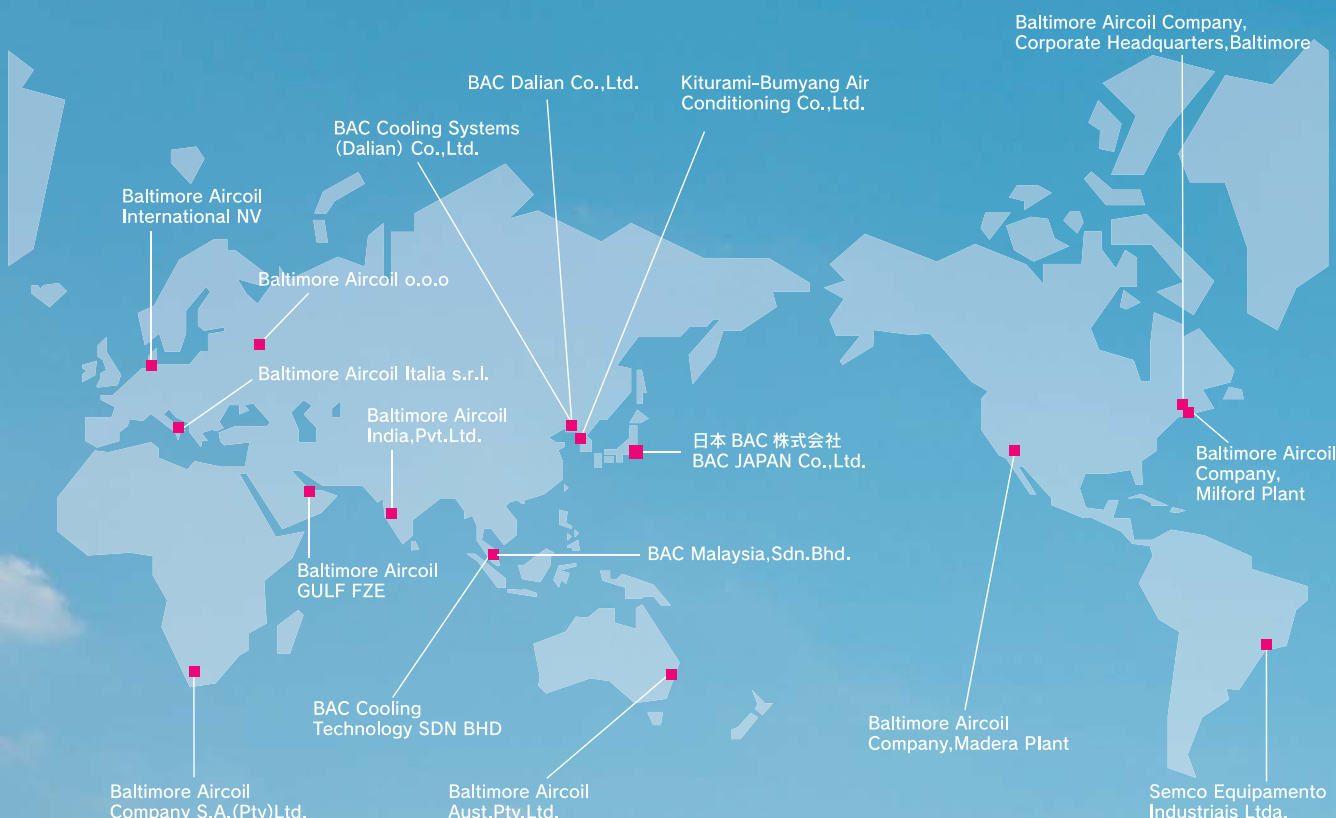 Baltimore Aircoil Company,
Corporate Headquarters,Baltimore
BAC Dalian Co.,Ltd.
Kiturami-Bumyang Air
Conditioning Co.,Ltd.
BAC Cooling Systems
(Dalian) Co.,Ltd.
Baltimore Aircoil
International NV
Baltimore Aircoil o.o.o
Baltimore Aircoil Italia s.r.l.
Baltimore Aircoil
India,Pvt.Ltd.
日本 BAC 株式会社
BAC JAPAN Co.,Ltd.
Baltimore Aircoil
Company,
Milford Plant
BAC Malaysia,Sdn.Bhd.
Baltimore Aircoil
GULF FZE
BAC Cooling
Technology SDN BHD
Baltimore Aircoil
Company,Madera Plant
Baltimore Aircoil
Company S.A.(Pty)Ltd.
Baltimore Aircoil
Aust.Pty.Ltd.
Semco Equipamento
Industriais Ltda.